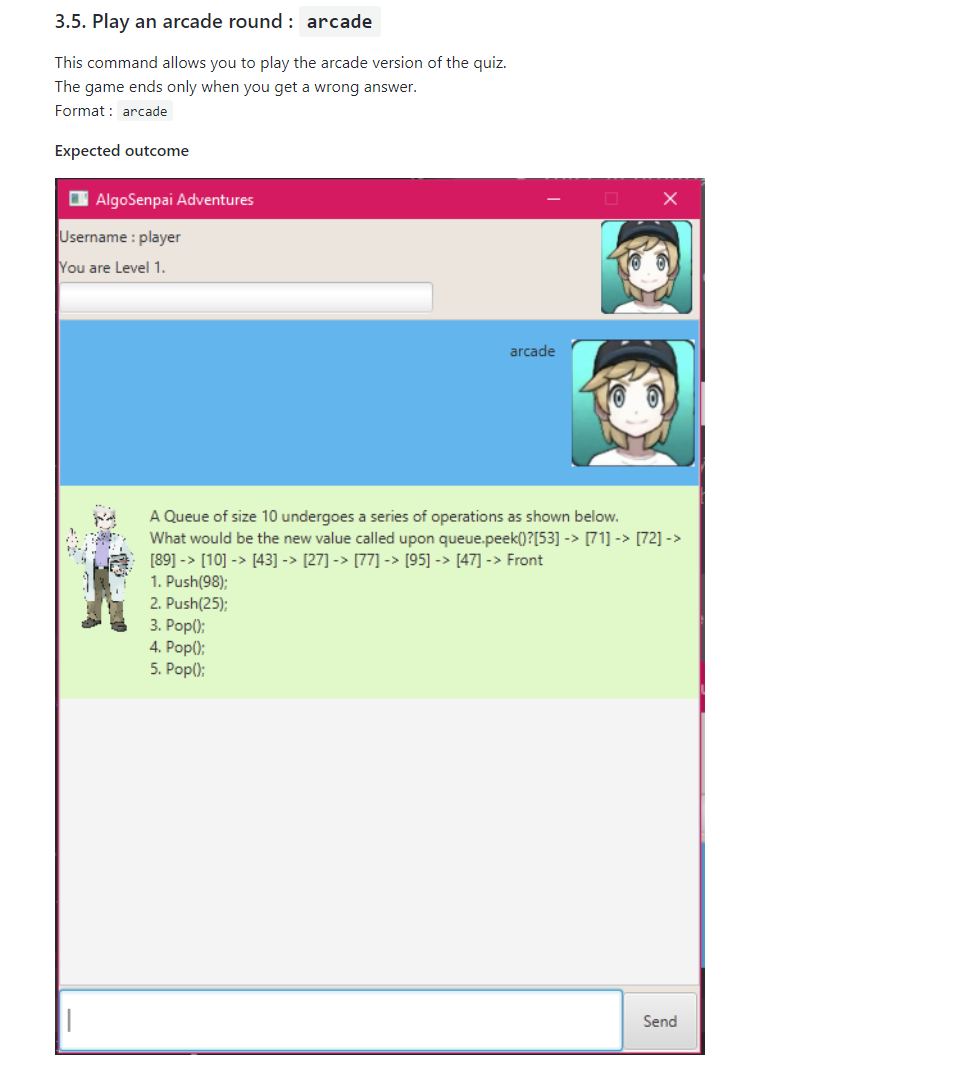 3.5. Play an arcade round : arcade
This command allows you to play the arcade version of the quiz.
The game ends only when you get a wrong answer.
Format : arcade
Expected outcome
AlgoSenpai Adventures
Username : player
You are Level 1.
arcade
A Queue of size 10 undergoes a series of operations as shown below.
What would be the new value called upon queue.peek()?[53] -> [71] -> [72] ->
[89] -> [10] -> [43] -> [27] -> [77] -> [95] -> [47] -> Front
1. Push(98);
2. Push(25);
3. Pop();
4. Pop();
5. Pop();
Send